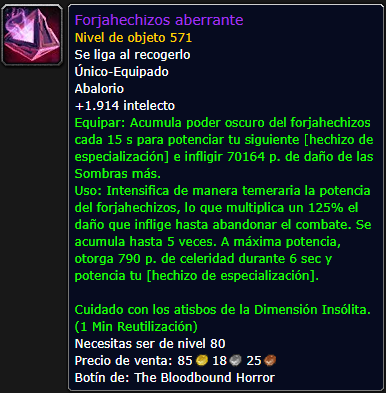 Forjahechizos aberrante
Nivel de objeto 571
Se liga al recogerlo
Único-Equipado
Abalorio
+1.914 intelecto
Equipar: Acumula poder oscuro del forjahechizos
cada 15 s para potenciar tu siguiente [hechizo de
especialización] e infligir 70164 p. de daño de las
Sombras más.
Uso: Intensifica de manera temeraria la potencia
del forjahechizos, lo que multiplica un 125% el
daño que inflige hasta abandonar el combate. Se
acumula hasta 5 veces. A máxima potencia,
otorga 790 p. de celeridad durante 6 sec y
potencia tu [hechizo de especialización].
Cuidado con los atisbos de la Dimensión Insólita.
(1 Min Reutilización)
Necesitas ser de nivel 80
Precio de venta: 85 18 25
Botín de: The Bloodbound Horror